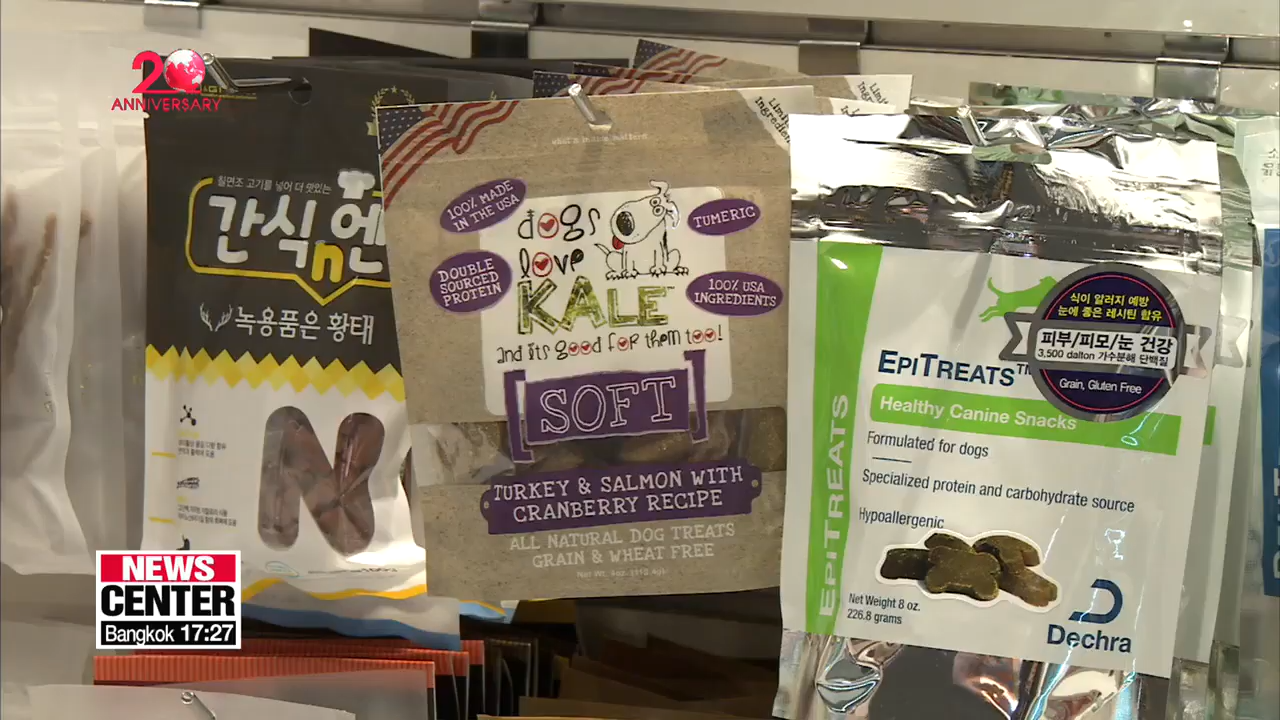 20
ANNIVERSARY
칠면조 고기를 넣어 더 맛있는
간식
n
엔
녹용품은 황태
N
100% MADE
IN THE USA
TUMERIC
DOUBLE
SOURCED
PROTEIN
100% USA
INGREDIENTS
dogs
love
KALE™
and its good for them too!
[SOFT]
TURKEY & SALMON WITH
CRANBERRY RECIPE
ALL NATURAL DOG TREATS
GRAIN & WHEAT FREE
식이 알러지 예방
눈에 좋은 레시틴 함유
피부/피모/눈 건강
3,500 dalton 가수분해 단백질
Grain, Gluten Free
EPITREATS™
Healthy Canine Snacks
Formulated for dogs
Specialized protein and carbohydrate source
Hypoallergenic
EPITREATS
Net Weight 8 oz.
226.8 grams
Dechra
NEWS
CENTER
Bangkok 17:27